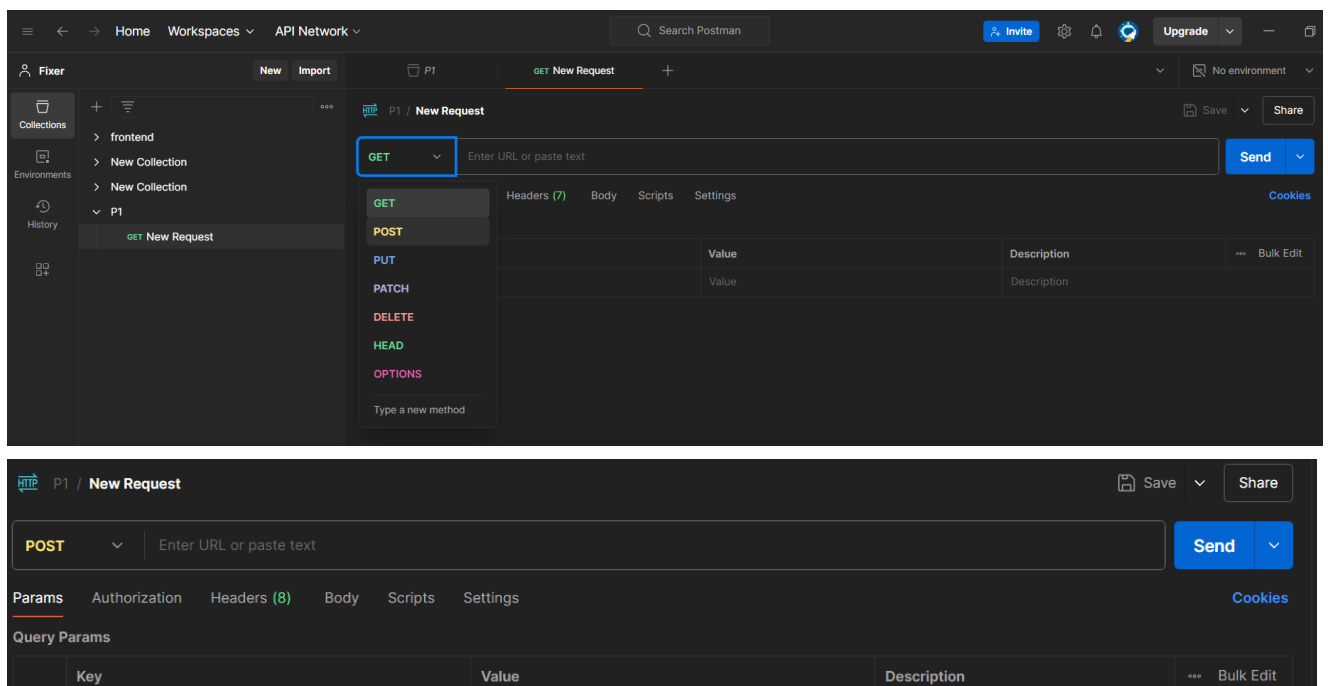 Home Workspaces API Network Search Postman Invite Upgrade
Fixer New Import P1 GET New Request No environment
Collections
Environments
History
frontend
New Collection
New Collection
P1
GET New Request
HTTP P1 / New Request Save Share
GET Enter URL or paste text Send
Headers (7) Body Scripts Settings Cookies
Value Description Bulk Edit
Value Description
GET
POST
PUT
PATCH
DELETE
HEAD
OPTIONS
Type a new method
HTTP P1 / New Request Save Share
POST Enter URL or paste text Send
Params Authorization Headers (8) Body Scripts Settings Cookies
Query Params
Key Value Description Bulk Edit